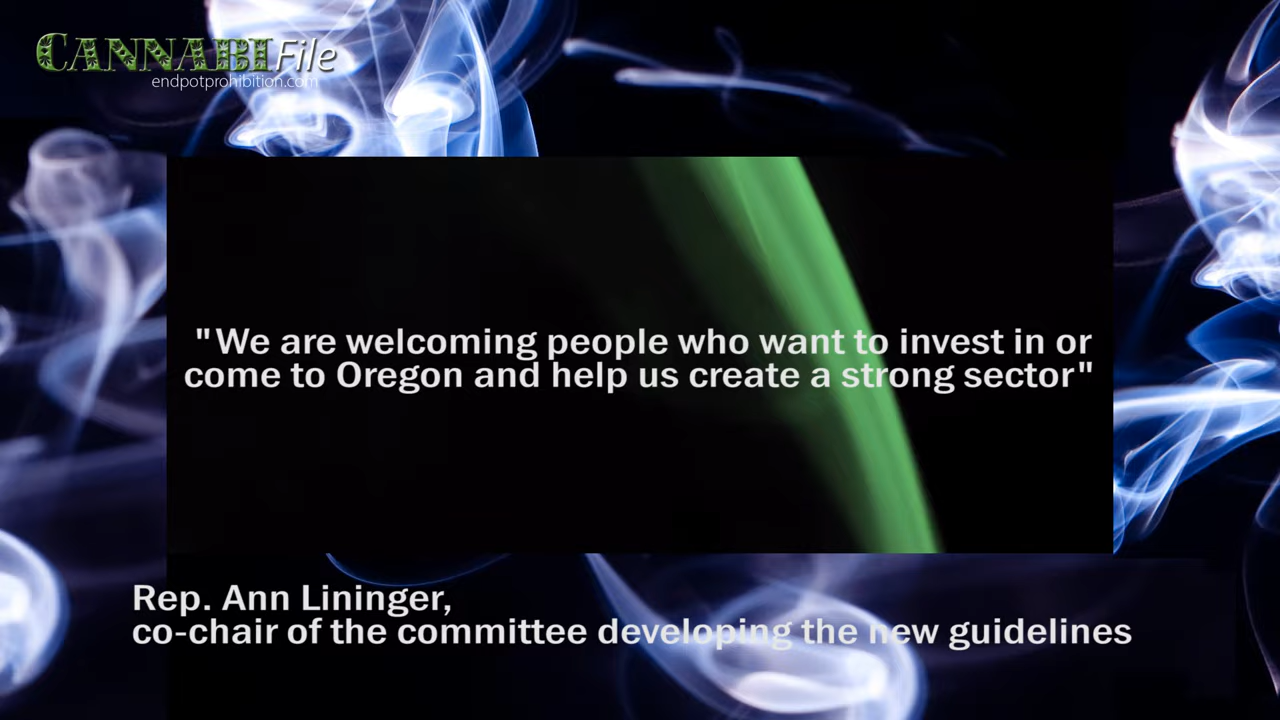 CANNABIFile
endpotprohibition.com
"We are welcoming people who want to invest in or
come to Oregon and help us create a strong sector"
Rep. Ann Lininger,
co-chair of the committee developing the new guidelines